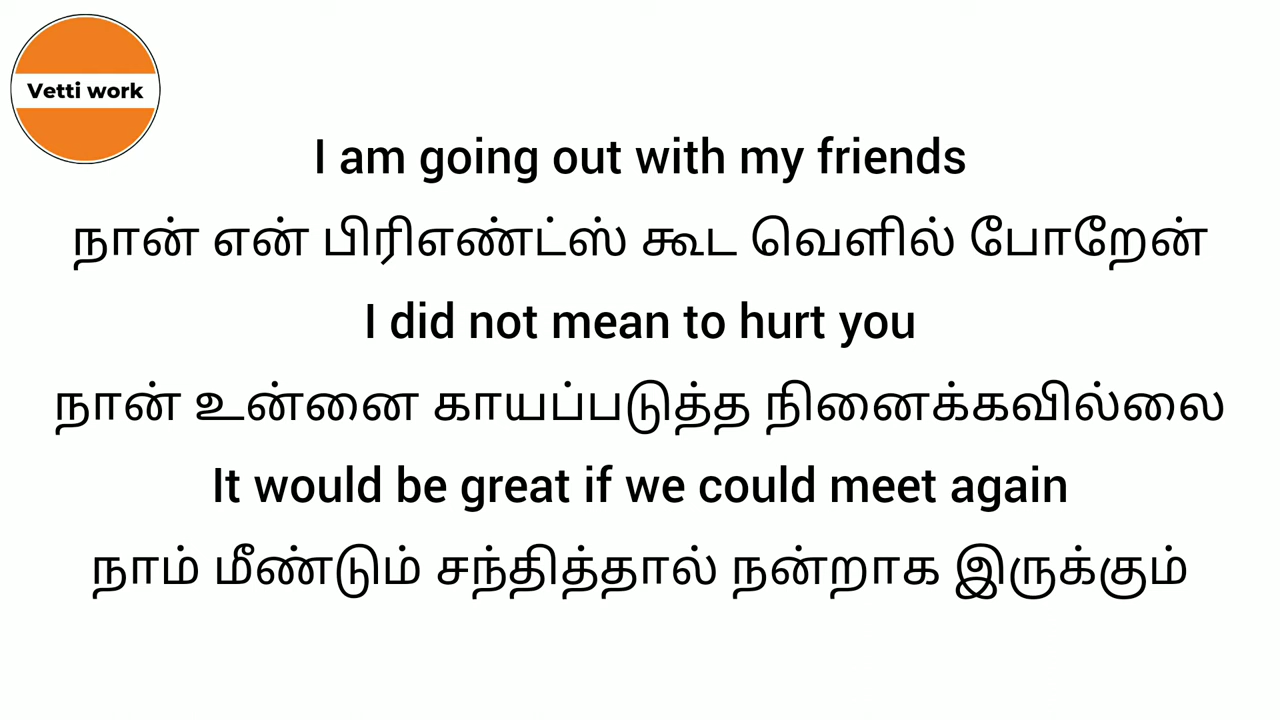 Vetti work
I am going out with my friends
நான் என் பிரிஎண்ட்ஸ் கூட வெளில் போறேன்
I did not mean to hurt you
நான் உன்னை காயப்படுத்த நினைக்கவில்லை
It would be great if we could meet again
நாம் மீண்டும் சந்தித்தால் நன்றாக இருக்கும்